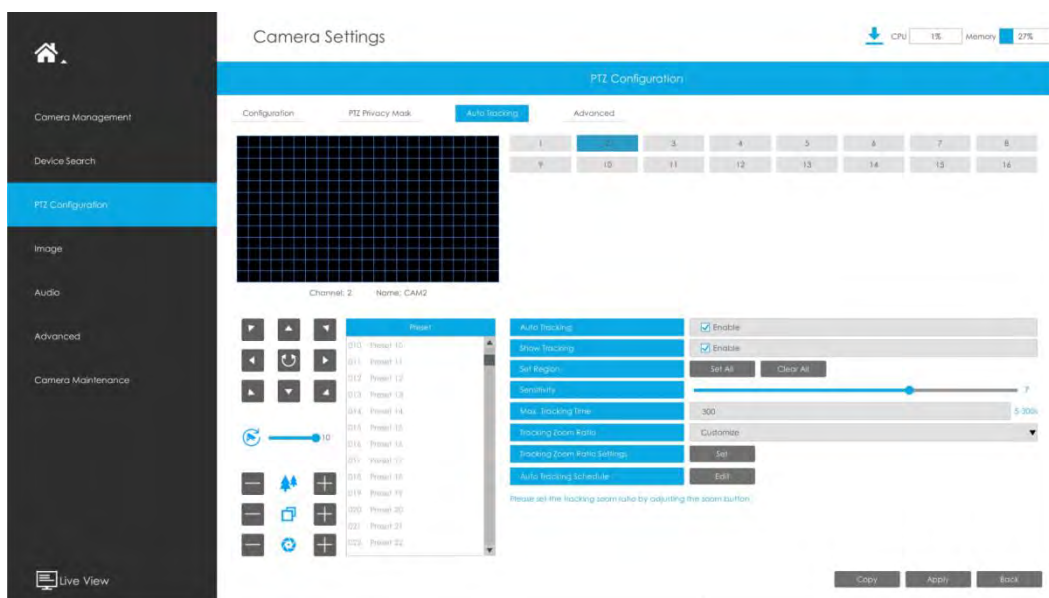 Camera Settings
CPU 1% Memory 27%
PTZ Configuration
Camera Management
Device Search
PTZ Configuration
Image
Audio
Advanced
Camera Maintenance
Live View
Configuration PTZ Privacy Mask Auto Tracking Advanced
1 2 3 4 5 6 7 8
9 10 11 12 13 14 15 16
Channel: 2 Name: CAM2
10
Preset
010 Preset 10
011 Preset 11
012 Preset 12
013 Preset 13
014 Preset 14
015 Preset 15
016 Preset 16
017 Preset 17
018 Preset 18
019 Preset 19
020 Preset 20
021 Preset 21
022 Preset 22
Auto Tracking Enable
Show Tracking Enable
Set Region Set All Clear All
Sensitivity 7
Max. Tracking Time 300 5-300s
Tracking Zoom Ratio Customize
Tracking Zoom Ratio Settings Set
Auto Tracking Schedule Edit
Please set the tracking zoom ratio by adjusting the zoom button
Copy Apply Back